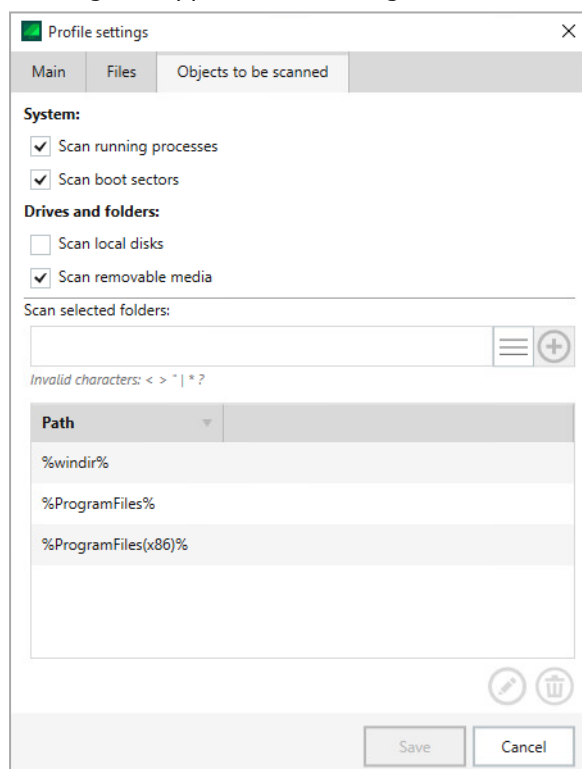 Profile settings
Main Files Objects to be scanned
System:
Scan running processes
Scan boot sectors
Drives and folders:
Scan local disks
Scan removable media
Scan selected folders:
Invalid characters: < > " | * ?
Path
%windir%
%ProgramFiles%
%ProgramFiles(x86)%
Save Cancel